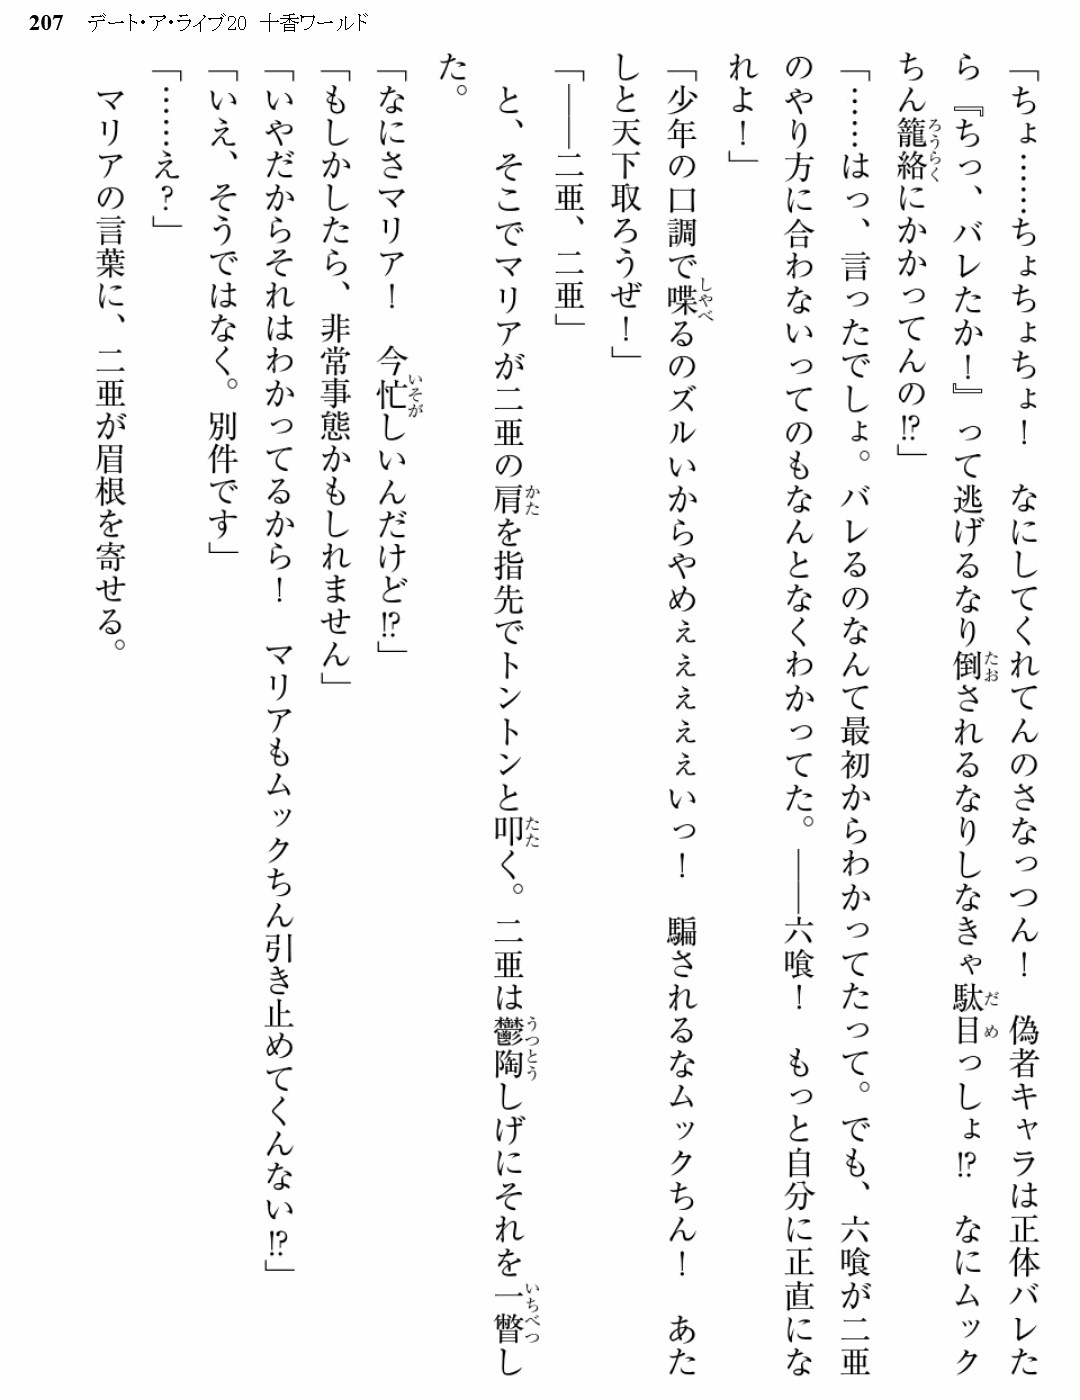 207 デート・ア・ライブ20 十香ワールド
「ちょ……ちょちょちょ！　なにしてくれてんのさなっつん！　偽者キャラは正体バレた
ら『ちっ、バレたか！』って逃げるなり倒されるなりしなきゃ駄目っしょ⁉　なにムック
ちん籠絡にかかってんの⁉」
「……はっ、言ったでしょ。バレるのなんて最初からわかってたって。でも、六喰が二亜
のやり方に合わないってのもなんとなくわかってた。――六喰！　もっと自分に正直にな
れよ！」
「少年の口調で喋るのズルいからやめぇぇぇぇぇいっ！　騙されるなムックちん！　あた
しと天下取ろうぜ！」
「――二亜、二亜」
　と、そこでマリアが二亜の肩を指先でトントンと叩く。二亜は鬱陶しげにそれを一瞥し
た。
「なにさマリア！　今忙しいんだけど⁉」
「もしかしたら、非常事態かもしれません」
「いやだからそれはわかってるから！　マリアもムックちん引き止めてくんない⁉」
「いえ、そうではなく。別件です」
「……え？」
　マリアの言葉に、二亜が眉根を寄せる。